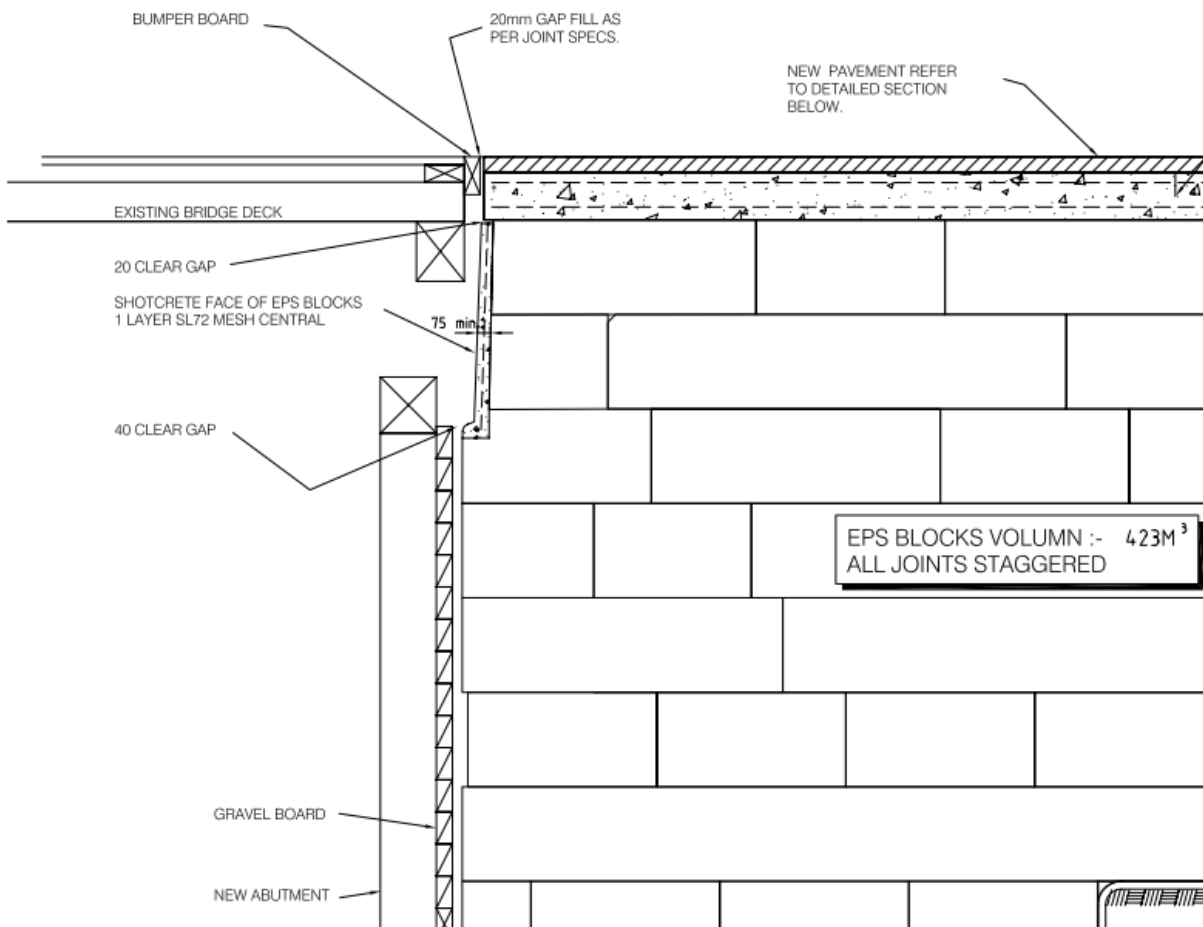 BUMPER BOARD
20mm GAP FILL AS
PER JOINT SPECS.
NEW PAVEMENT REFER
TO DETAILED SECTION
BELOW.
EXISTING BRIDGE DECK
20 CLEAR GAP
SHOTCRETE FACE OF EPS BLOCKS
1 LAYER SL72 MESH CENTRAL
75 min.
40 CLEAR GAP
EPS BLOCKS VOLUMN :- 423M³
ALL JOINTS STAGGERED
GRAVEL BOARD
NEW ABUTMENT